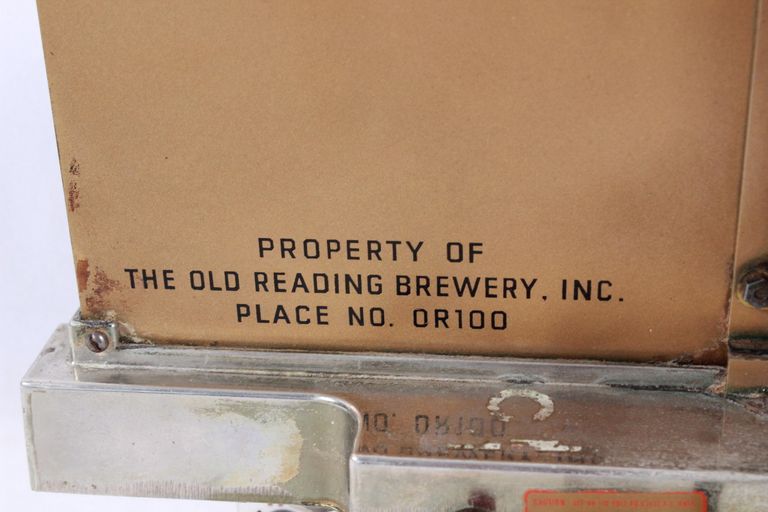 PROPERTY OF
THE OLD READING BREWERY, INC.
PLACE NO. OR100